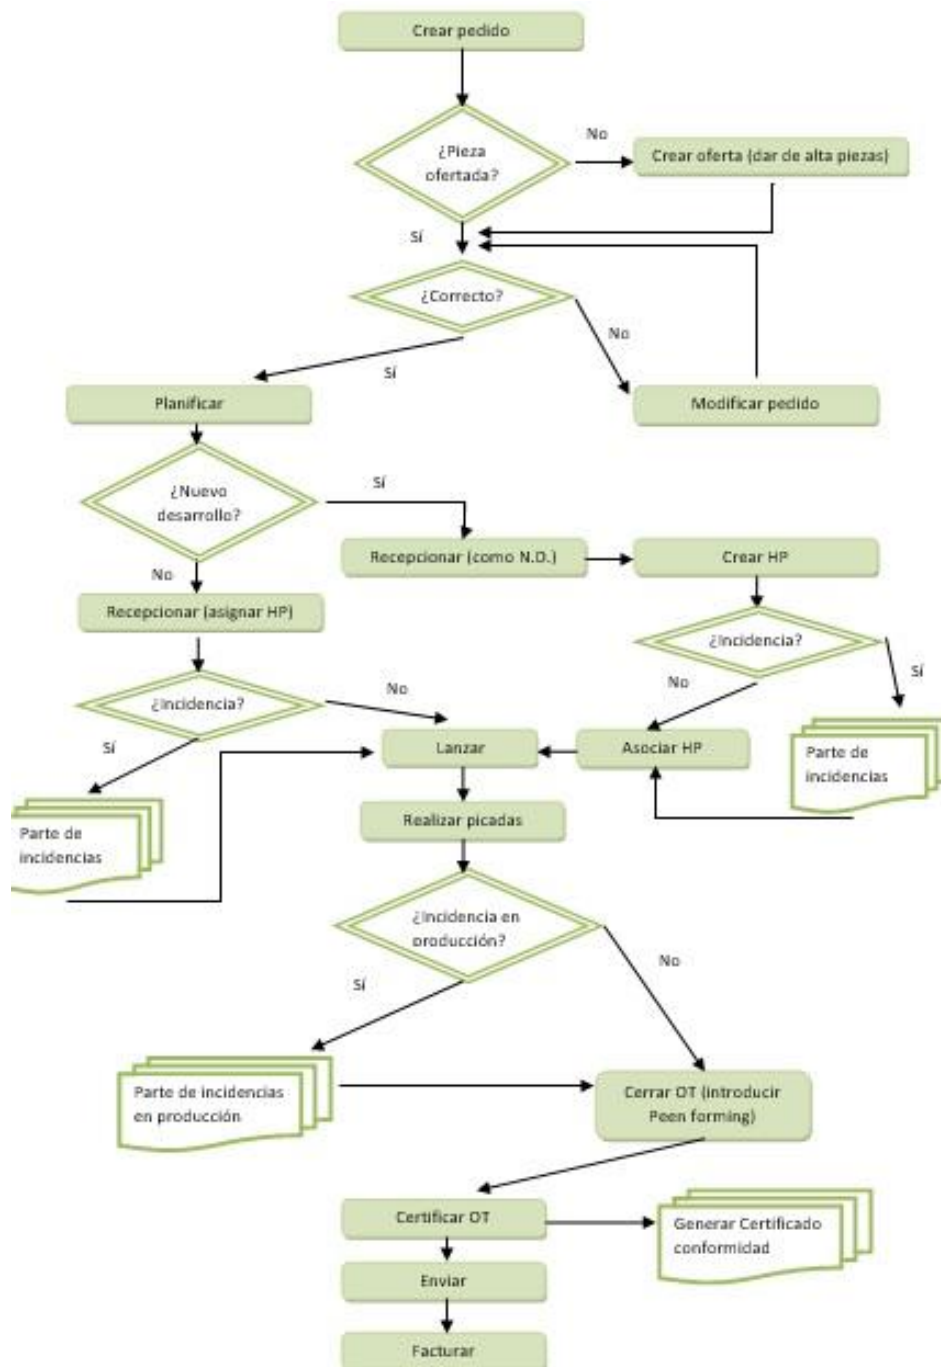 Crear pedido
No
¿Pieza
ofertada?
Crear oferta (dar de alta piezas)
Sí
¿Correcto?
No
Sí
Planificar
Modificar pedido
¿Nuevo
desarrollo?
Sí
Recepcionar (como N.D.)
Crear HP
No
Recepcionar (asignar HP)
¿Incidencia?
Sí
No
¿Incidencia?
No
Sí
Lanzar
Asociar HP
Parte de
incidencias
Parte de
incidencias
Realizar picadas
¿Incidencia en
producción?
No
Sí
Parte de incidencias
en producción
Cerrar OT (introducir
Peen forming)
Certificar OT
Generar Certificado
conformidad
Enviar
Facturar